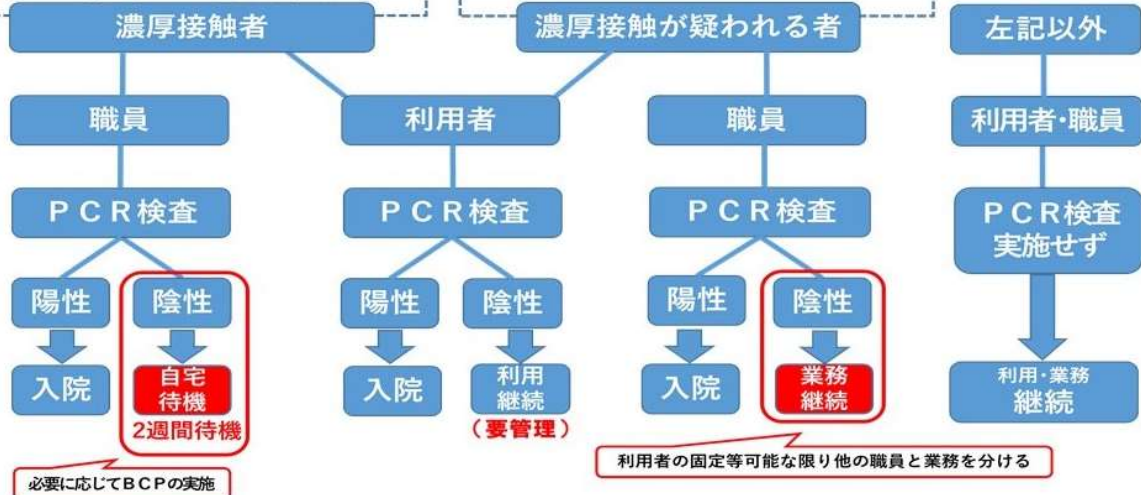 濃厚接触者
濃厚接触が疑われる者
左記以外
職員
利用者
職員
利用者・職員
ＰＣＲ検査
ＰＣＲ検査
ＰＣＲ検査
ＰＣＲ検査
実施せず
陽性
陰性
陽性
陰性
陽性
陰性
入院
自宅
待機
2週間待機
入院
利用
継続
（要管理）
入院
業務
継続
利用・業務
継続
必要に応じてＢＣＰの実施
利用者の固定等可能な限り他の職員と業務を分ける